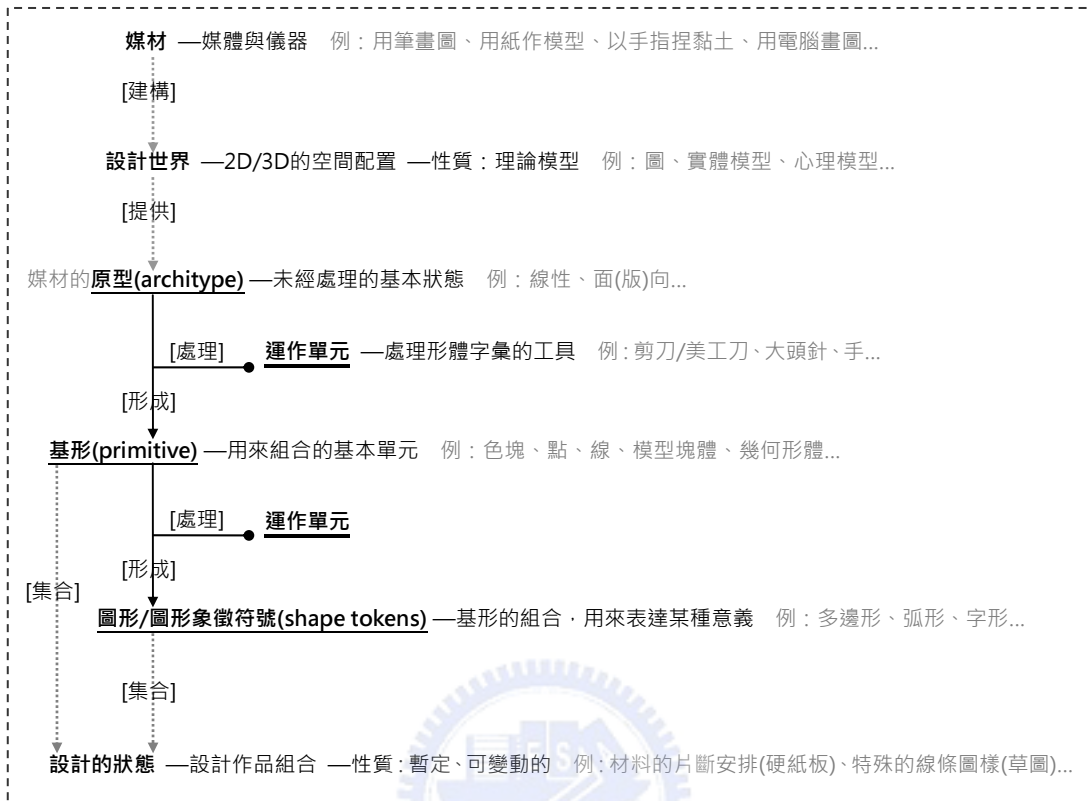 媒材 —媒體與儀器 例：用筆畫圖、用紙作模型、以手指捏黏土、用電腦畫圖...
[建構]
設計世界 —2D/3D的空間配置 —性質：理論模型 例：圖、實體模型、心理模型...
[提供]
媒材的原型(architype) —未經處理的基本狀態 例：線性、面(版)向...
[處理] 運作單元 —處理形體字彙的工具 例：剪刀/美工刀、大頭針、手...
[形成]
基形(primitive) —用來組合的基本單元 例：色塊、點、線、模型塊體、幾何形體...
[處理] 運作單元
[形成]
[集合]
圖形/圖形象徵符號(shape tokens) —基形的組合，用來表達某種意義 例：多邊形、弧形、字形...
[集合]
設計的狀態 —設計作品組合 —性質：暫定、可變動的 例：材料的片斷安排(硬紙板)、特殊的線條圖樣(草圖)...